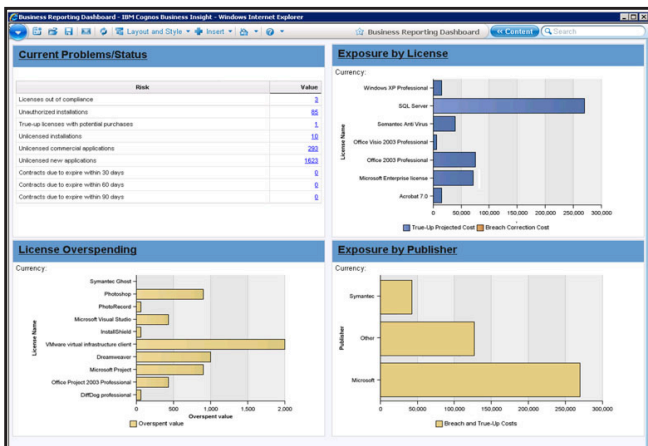 Business Reporting Dashboard - IBM Cognos Business Insight - Windows Internet Explorer
Layout and Style Insert Business Reporting Dashboard Content Search
Current Problems/Status
Risk Value
Licenses out of compliance 3
Unauthorized installations 85
True-up licenses with potential purchases 1
Unlicensed installations 10
Unlicensed commercial applications 293
Unlicensed new applications 1623
Contracts due to expire within 30 days 0
Contracts due to expire within 60 days 0
Contracts due to expire within 90 days 0
Exposure by License
Currency:
License Name
Windows XP Professional
SQL Server
Semantec Anti Virus
Office Visio 2003 Professional
Office 2003 Professional
Microsoft Enterprise license
Acrobat 7.0
0 50,000 100,000 150,000 200,000 250,000 300,000
True-Up Projected Cost Breach Correction Cost
License Overspending
Currency:
License Name
Symantec Ghost
Photoshop
PhotoRecord
Microsoft Visual Studio
InstallShield
VMware virtual infrastructure client
Dreamweaver
Microsoft Project
Office Project 2003 Professional
DiffDog professional
0 500 1,000 1,500 2,000
Overspent value
Overspent value
Exposure by Publisher
Currency:
Publisher
Symantec
Other
Microsoft
0 50,000 100,000 150,000 200,000 250,000 300,000
Breach and True-Up Costs